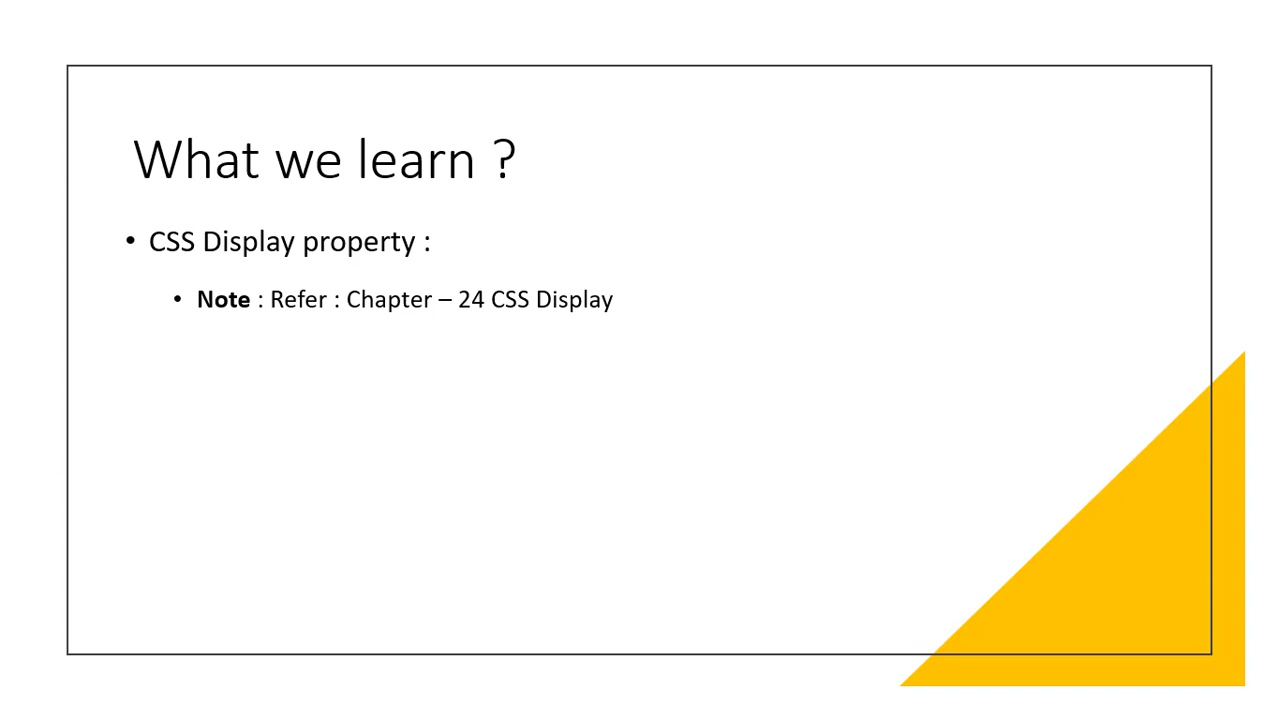 What we learn ?
• CSS Display property :
• Note : Refer : Chapter – 24 CSS Display